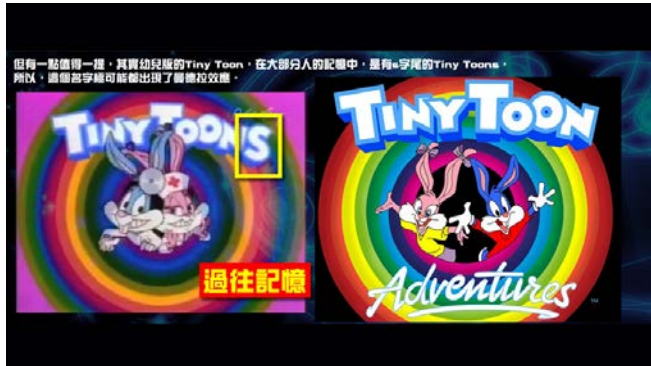 但有一點值得一提，其實幼兒版的Tiny Toon，在大部分人的記憶中，是有s字尾的Tiny Toons。
所以，這個名字極可能都出現了曼德拉效應。
TINY TOONS
過往記憶
TINY TOON
Adventures
TM